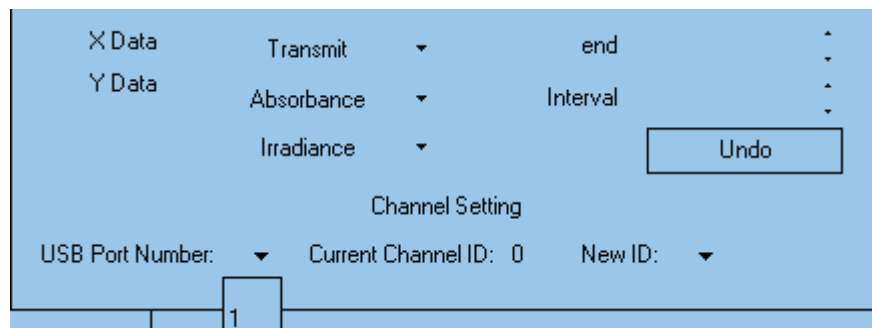 X Data Transmit end
Y Data Absorbance Interval
Irradiance Undo
Channel Setting
USB Port Number: Current Channel ID: 0 New ID:
1